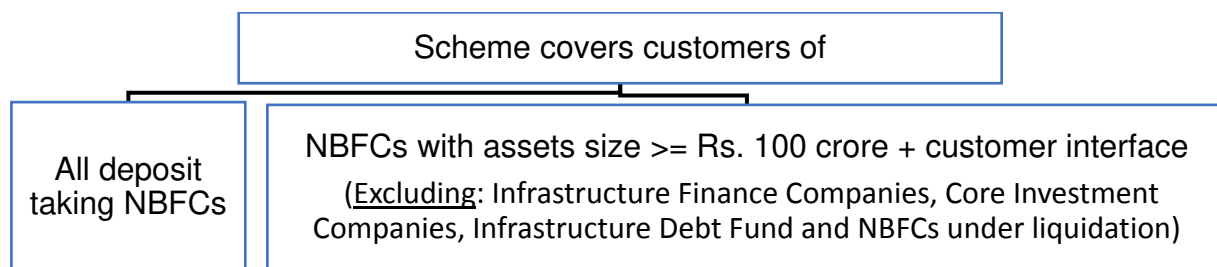 Scheme covers customers of
All deposit
taking NBFCs
NBFCs with assets size >= Rs. 100 crore + customer interface
(Excluding: Infrastructure Finance Companies, Core Investment
Companies, Infrastructure Debt Fund and NBFCs under liquidation)